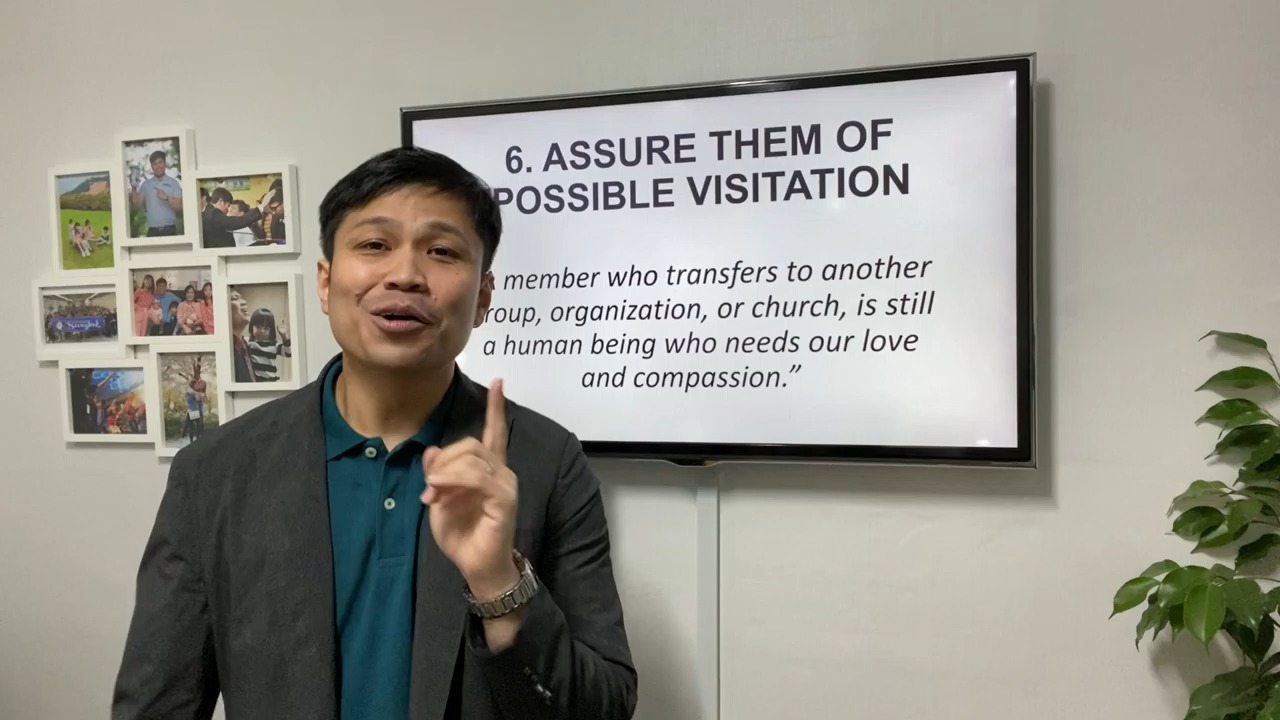 6. ASSURE THEM OF
POSSIBLE VISITATION
member who transfers to another
roup, organization, or church, is still
a human being who needs our love
and compassion.”